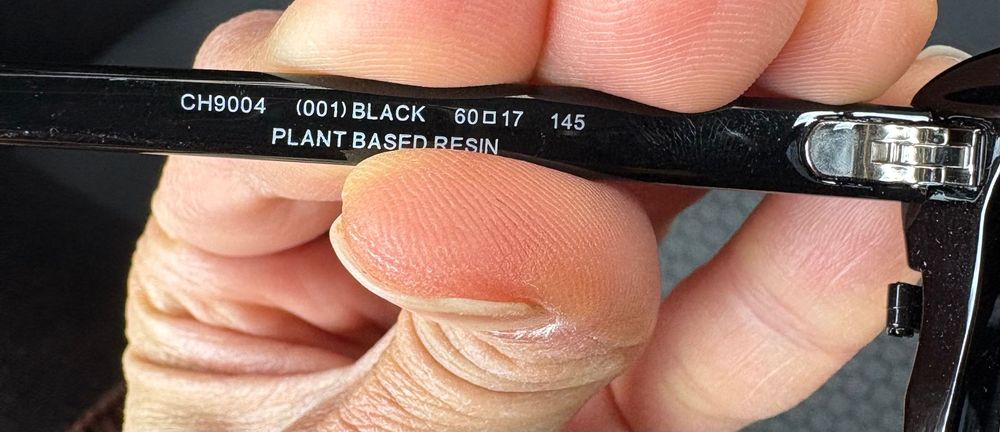 CH9004 (001) BLACK 60□17 145
PLANT BASED RESIN